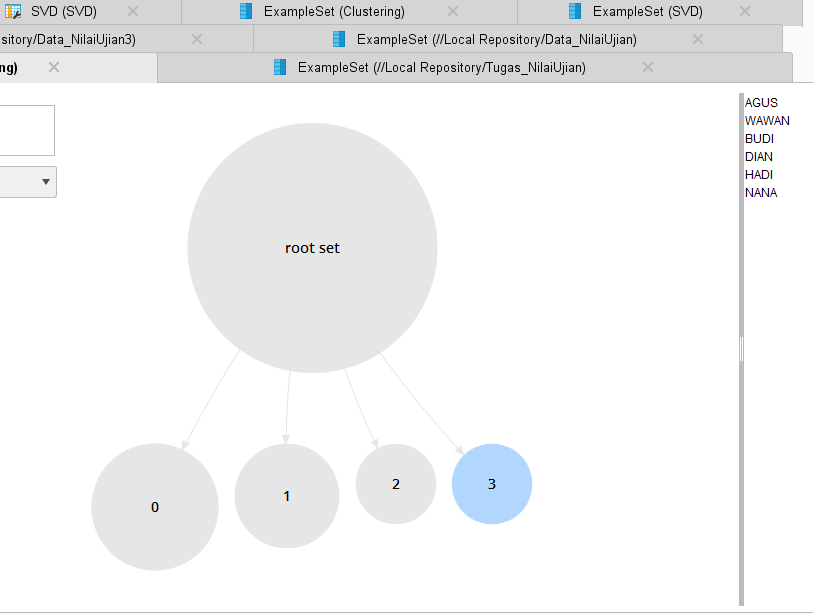 SVD (SVD)
ExampleSet (Clustering)
ExampleSet (SVD)
sitory/Data_NilaiUjian3)
ExampleSet (//Local Repository/Data_NilaiUjian)
ng)
ExampleSet (//Local Repository/Tugas_NilaiUjian)
root set
0
1
2
3
AGUS
WAWAN
BUDI
DIAN
HADI
NANA